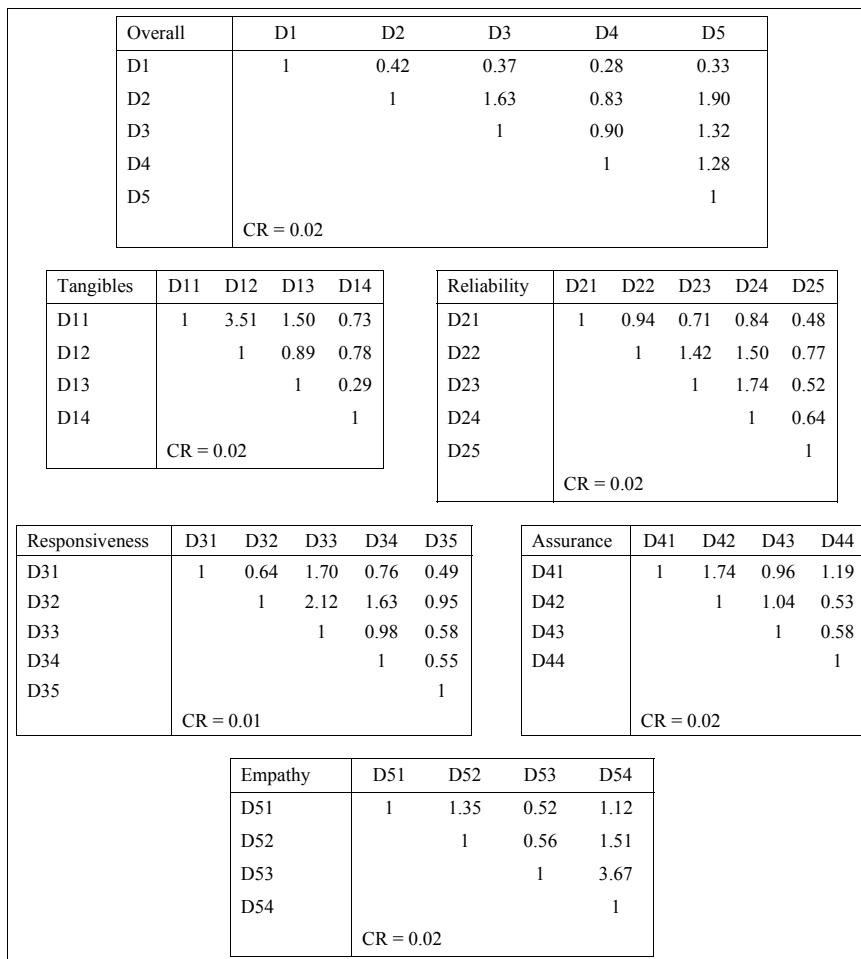 Overall D1 D2 D3 D4 D5
D1 1 0.42 0.37 0.28 0.33
D2 1 1.63 0.83 1.90
D3 1 0.90 1.32
D4 1 1.28
D5 1
CR = 0.02
Tangibles D11 D12 D13 D14
D11 1 3.51 1.50 0.73
D12 1 0.89 0.78
D13 1 0.29
D14 1
CR = 0.02
Reliability D21 D22 D23 D24 D25
D21 1 0.94 0.71 0.84 0.48
D22 1 1.42 1.50 0.77
D23 1 1.74 0.52
D24 1 0.64
D25 1
CR = 0.02
Responsiveness D31 D32 D33 D34 D35
D31 1 0.64 1.70 0.76 0.49
D32 1 2.12 1.63 0.95
D33 1 0.98 0.58
D34 1 0.55
D35 1
CR = 0.01
Assurance D41 D42 D43 D44
D41 1 1.74 0.96 1.19
D42 1 1.04 0.53
D43 1 0.58
D44 1
CR = 0.02
Empathy D51 D52 D53 D54
D51 1 1.35 0.52 1.12
D52 1 0.56 1.51
D53 1 3.67
D54 1
CR = 0.02